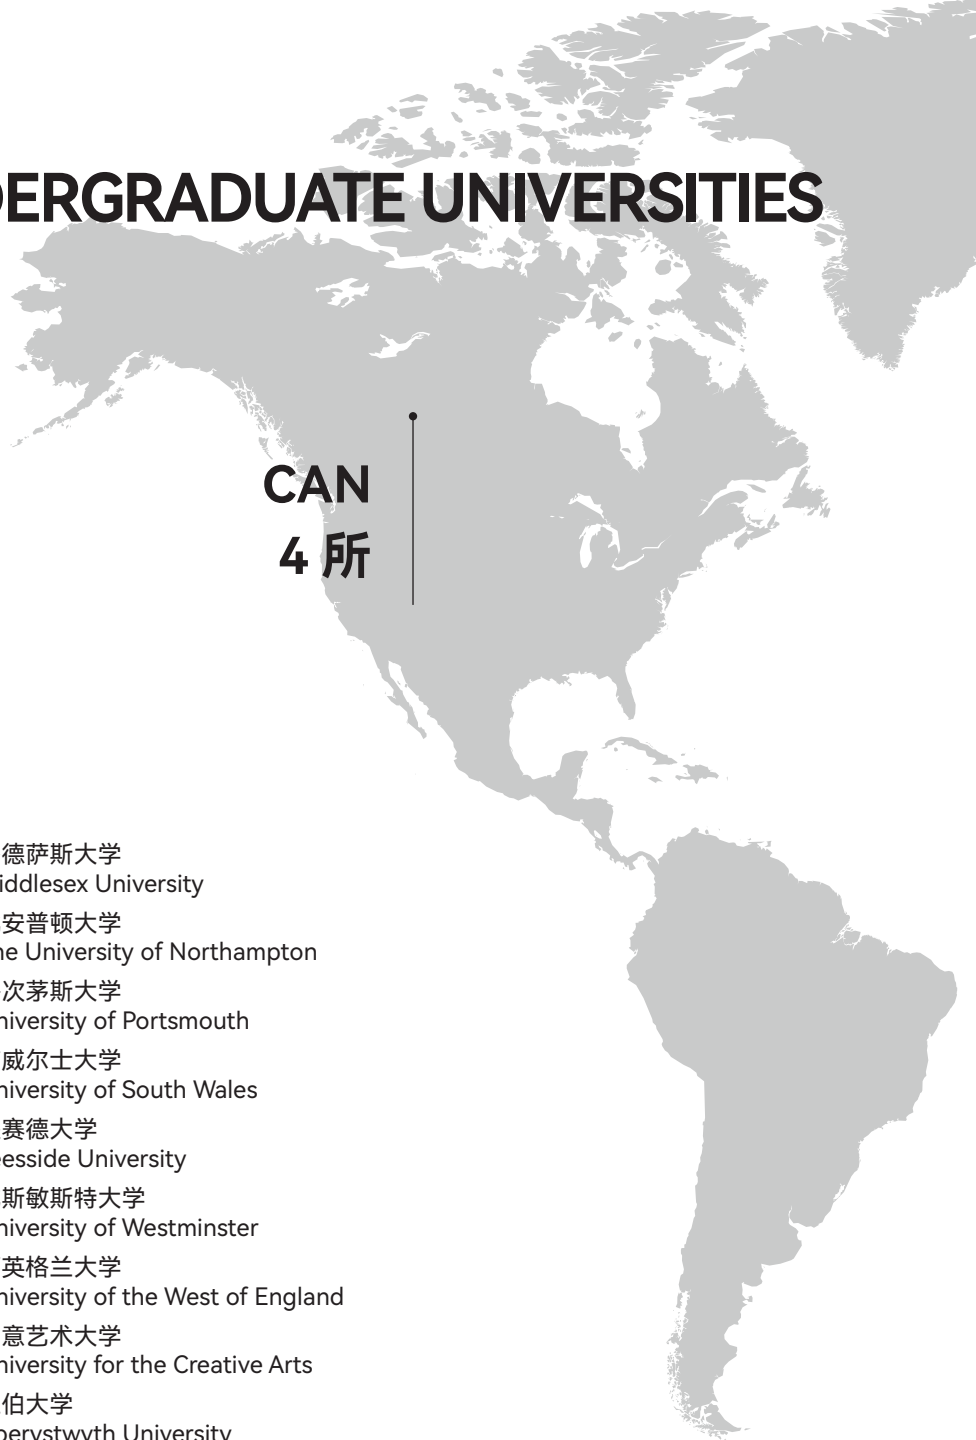 DERGRADUATE UNIVERSITIES
CAN
4 所
德萨斯大学
iddlesex University
安普顿大学
he University of Northampton
次茅斯大学
niversity of Portsmouth
威尔士大学
niversity of South Wales
赛德大学
esside University
斯敏斯特大学
niversity of Westminster
英格兰大学
niversity of the West of England
意艺术大学
niversity for the Creative Arts
伯大学
berystwyth University